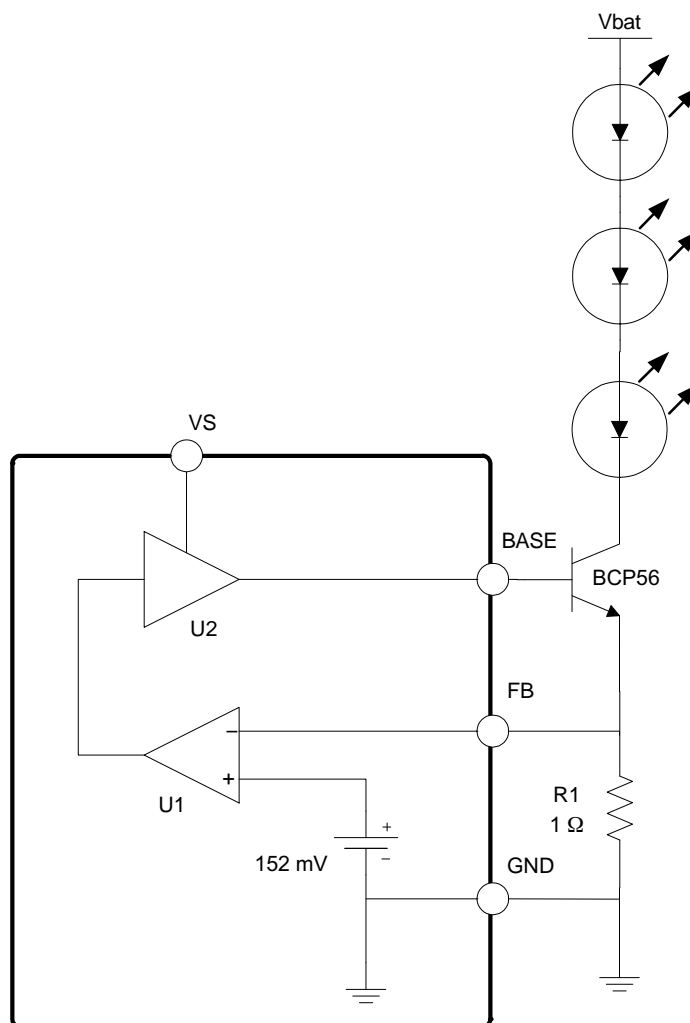 Vbat
VS
BASE
BCP56
U2
FB
−
+
U1
R1
1 Ω
+
−
152 mV
GND